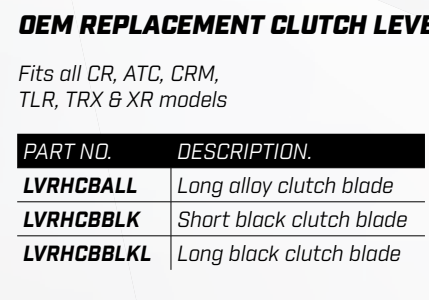 OEM REPLACEMENT CLUTCH LEVE
Fits all CR, ATC, CRM,
TLR, TRX & XR models
PART NO. DESCRIPTION.
LVRHCBALL Long alloy clutch blade
LVRHCBBLK Short black clutch blade
LVRHCBBLKL Long black clutch blade